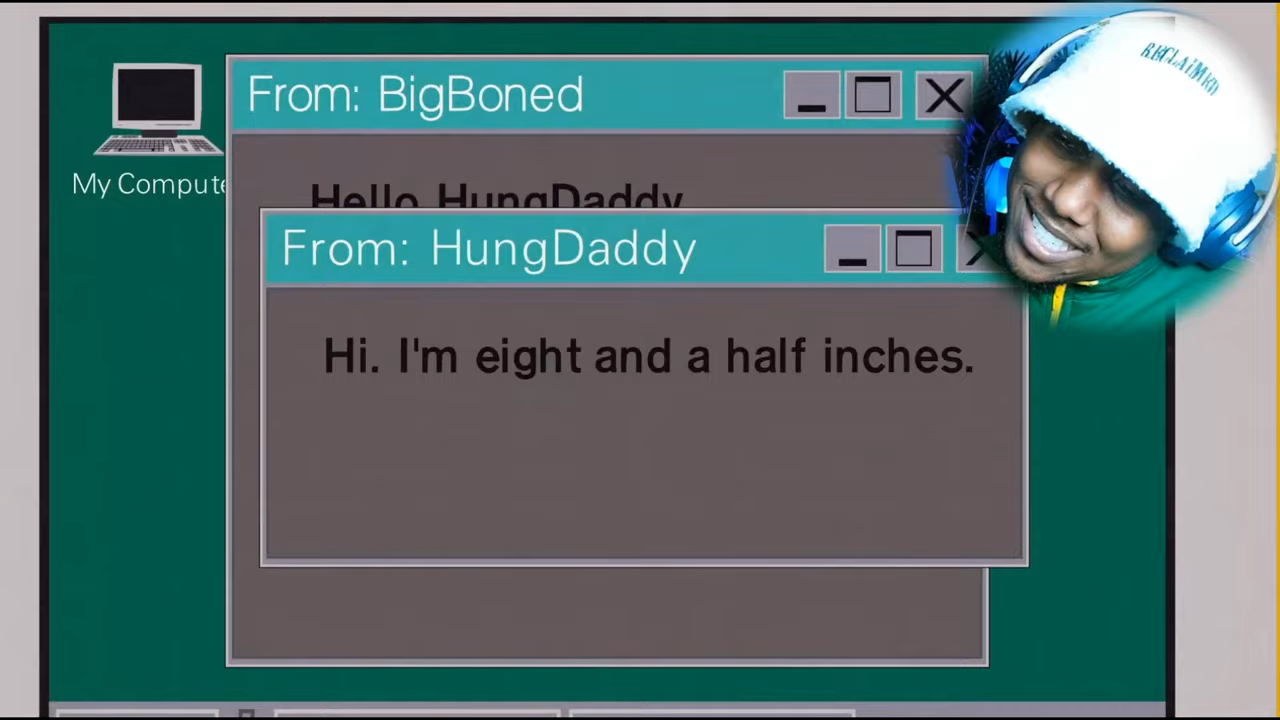 From: BigBoned
My Compute
Hello HungDaddy
From: HungDaddy
Hi. I'm eight and a half inches.
RECLAIMED